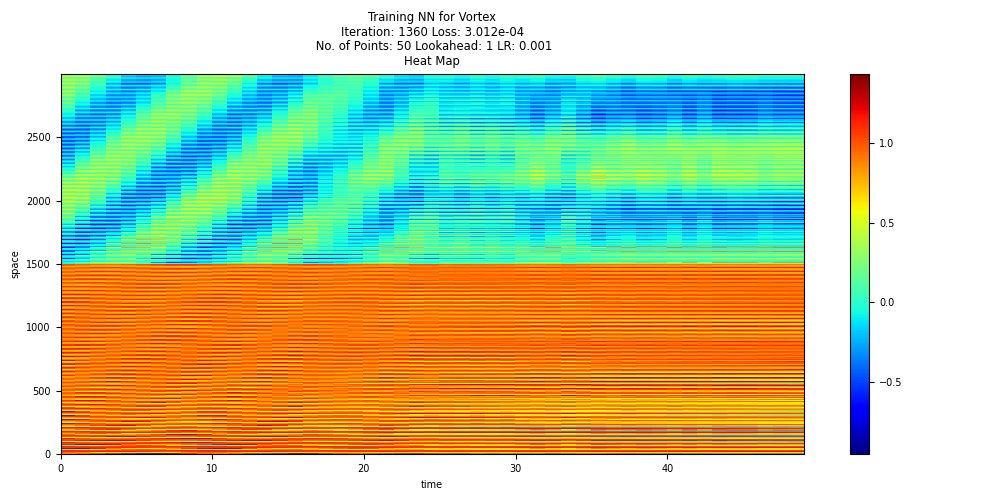 Training NN for Vortex
Iteration: 1360 Loss: 3.012e-04
No. of Points: 50 Lookahead: 1 LR: 0.001
Heat Map
space
2500
2000
1500
1000
500
0
0 10 20 30 40
time
1.0
0.5
0.0
−0.5